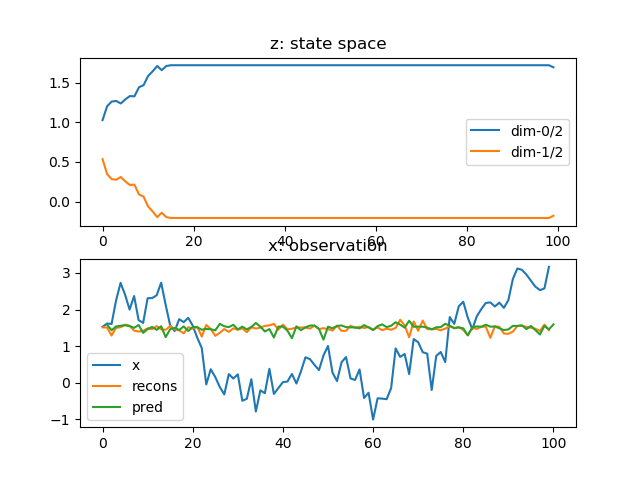 z: state space
1.5
1.0
0.5
0.0
dim-0/2
dim-1/2
0 20 40 60 80 100
x: observation
3
2
1
0
−1
x
recons
pred
0 20 40 60 80 100